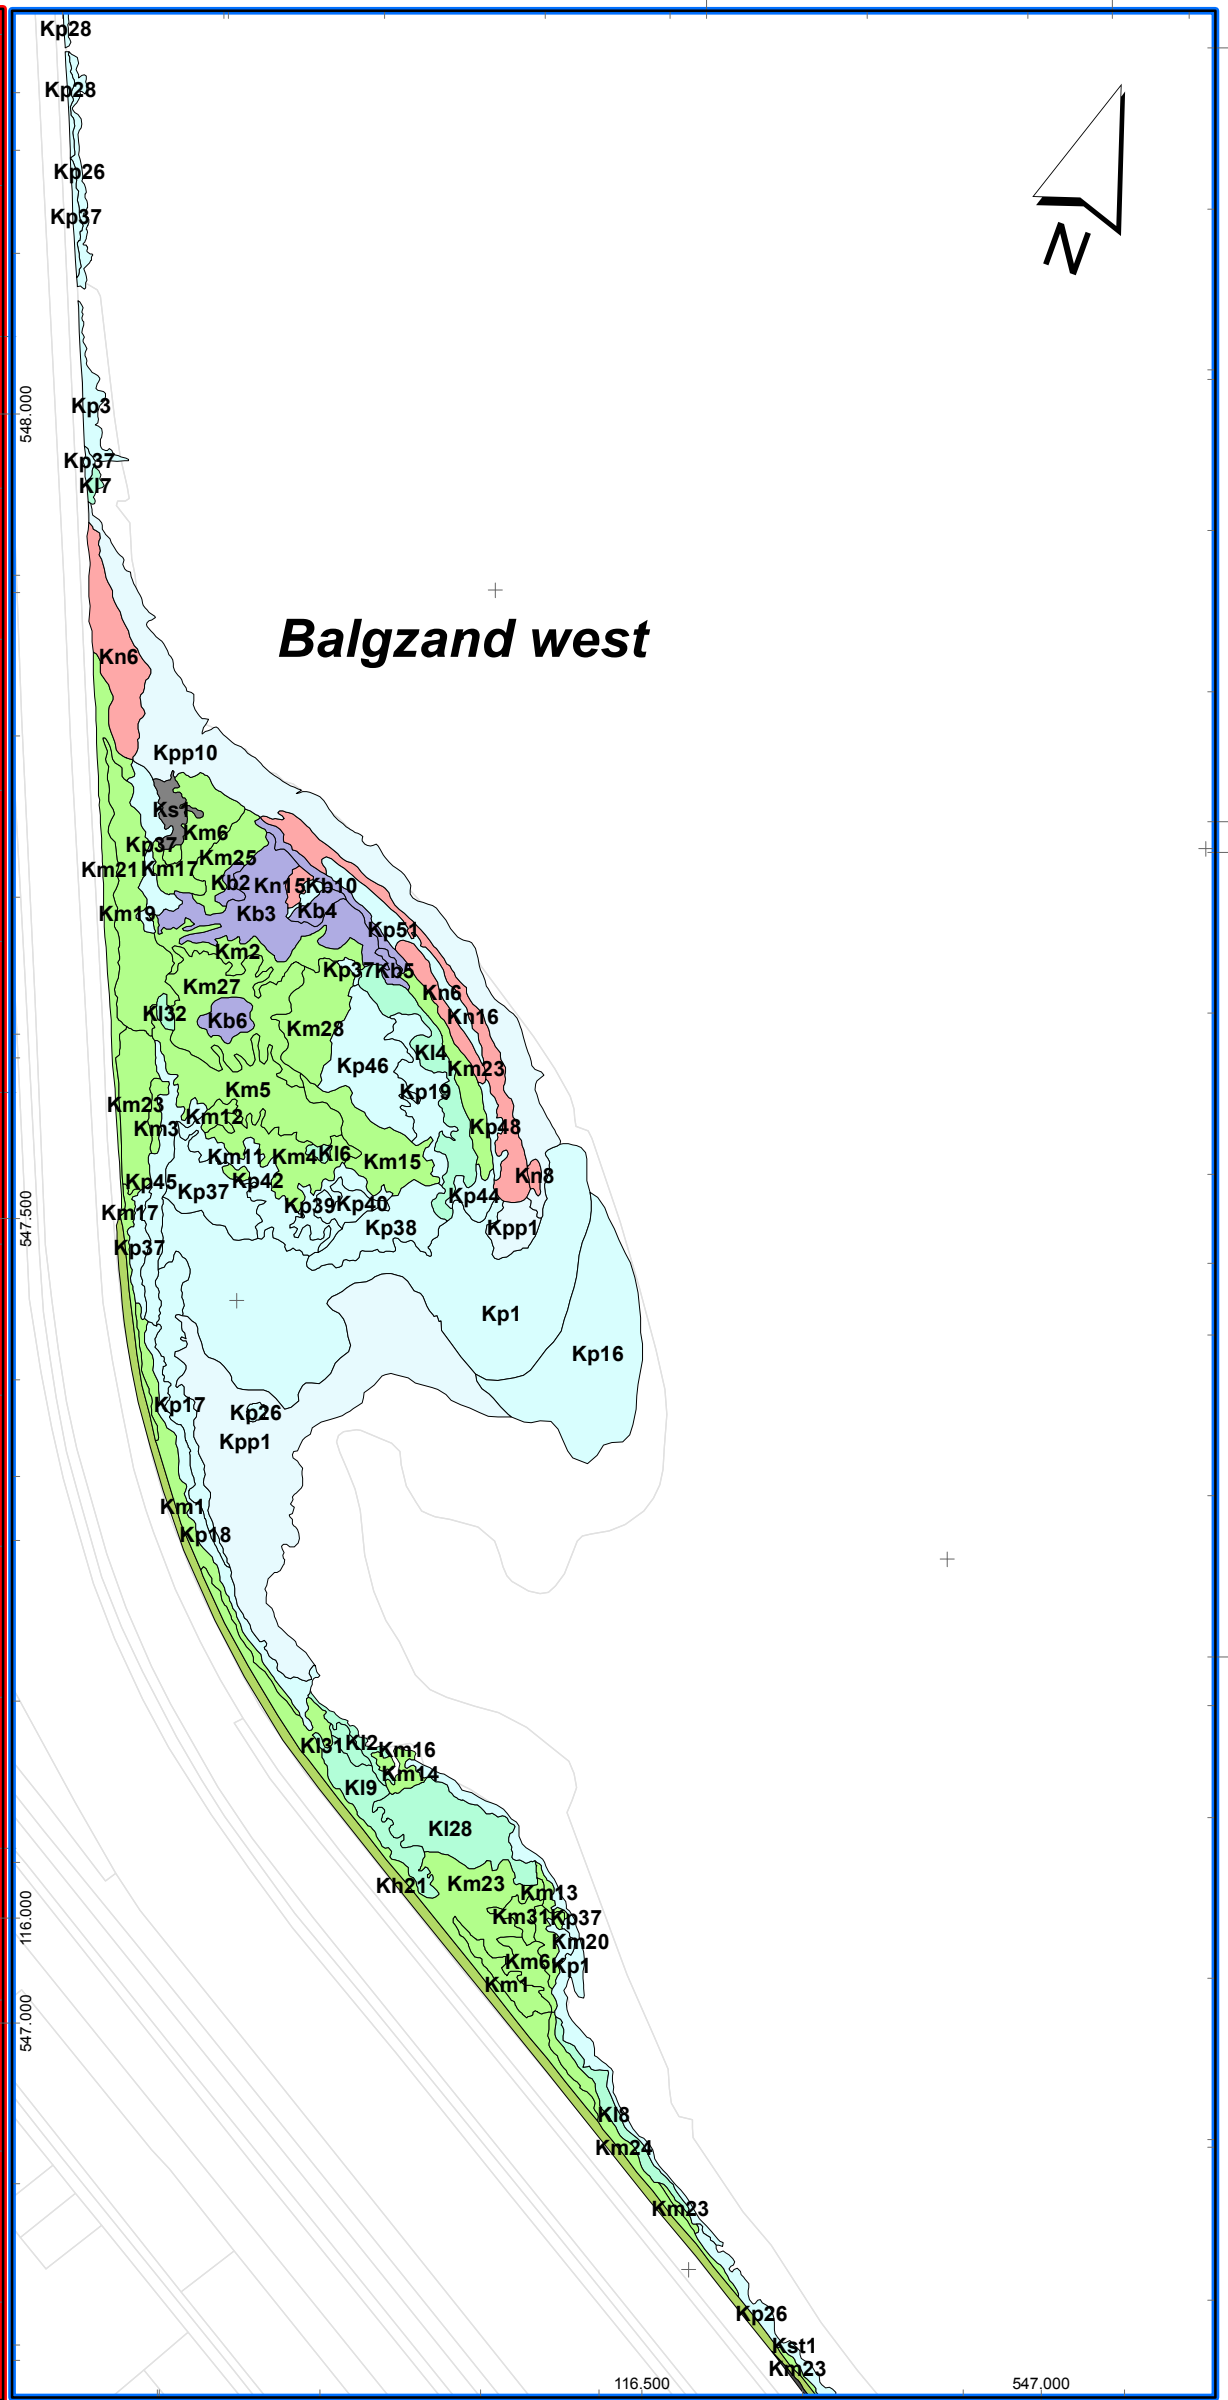 Kp28
Kp28
Kp26
N
Kp37
548.000
Kp3
Kp37
Kl7
Balgzand west
Kn6
Kpp10
Ks1
Km6
Kp37
Km25
Km21 Km17
Kb2 Kn15 Kb10
Km19 Kb3 Kb4
Kp51
Km2
Kp37 Kb5
Km27 Kn6
Kl32 Kb6 Km28 Kn16
Kl4
Kp46 Km23
Km5 Kp19
Km23
Km12
Km3 Kp48
Km11 Km4 Kl6 Km15
Kp45 Kp42 Kn8
Kp37 Kp44
Kp39 Kp40
Km17 Kp38 Kpp1
547.500
Kp37
Kp1
Kp16
Kp17
Kp26
Kpp1
Km1
Kp18
Kl31 Kl2 Km16
Km14
Kl9
Kl28
Kh21 Km23
Km13
116.000
Km31 Kp37
Km20
Km6 Kp1
Km1
547.000
Kl8
Km24
Km23
Kp26
Kst1
Km23
116.500 547.000